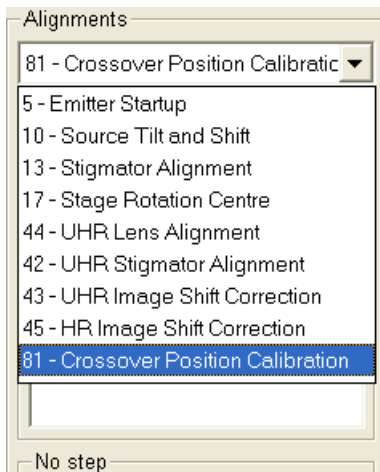 Alignments
81 - Crossover Position Calibratic
5 - Emitter Startup
10 - Source Tilt and Shift
13 - Stigmator Alignment
17 - Stage Rotation Centre
44 - UHR Lens Alignment
42 - UHR Stigmator Alignment
43 - UHR Image Shift Correction
45 - HR Image Shift Correction
81 - Crossover Position Calibration
No step